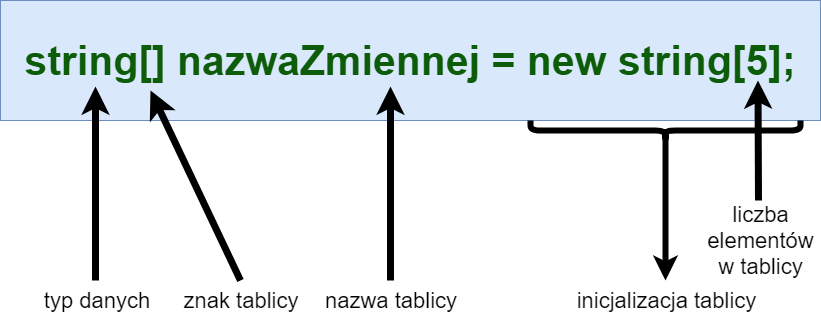 string[] nazwaZmiennej = new string[5];
liczba
elementów
w tablicy
typ danych
znak tablicy
nazwa tablicy
inicjalizacja tablicy